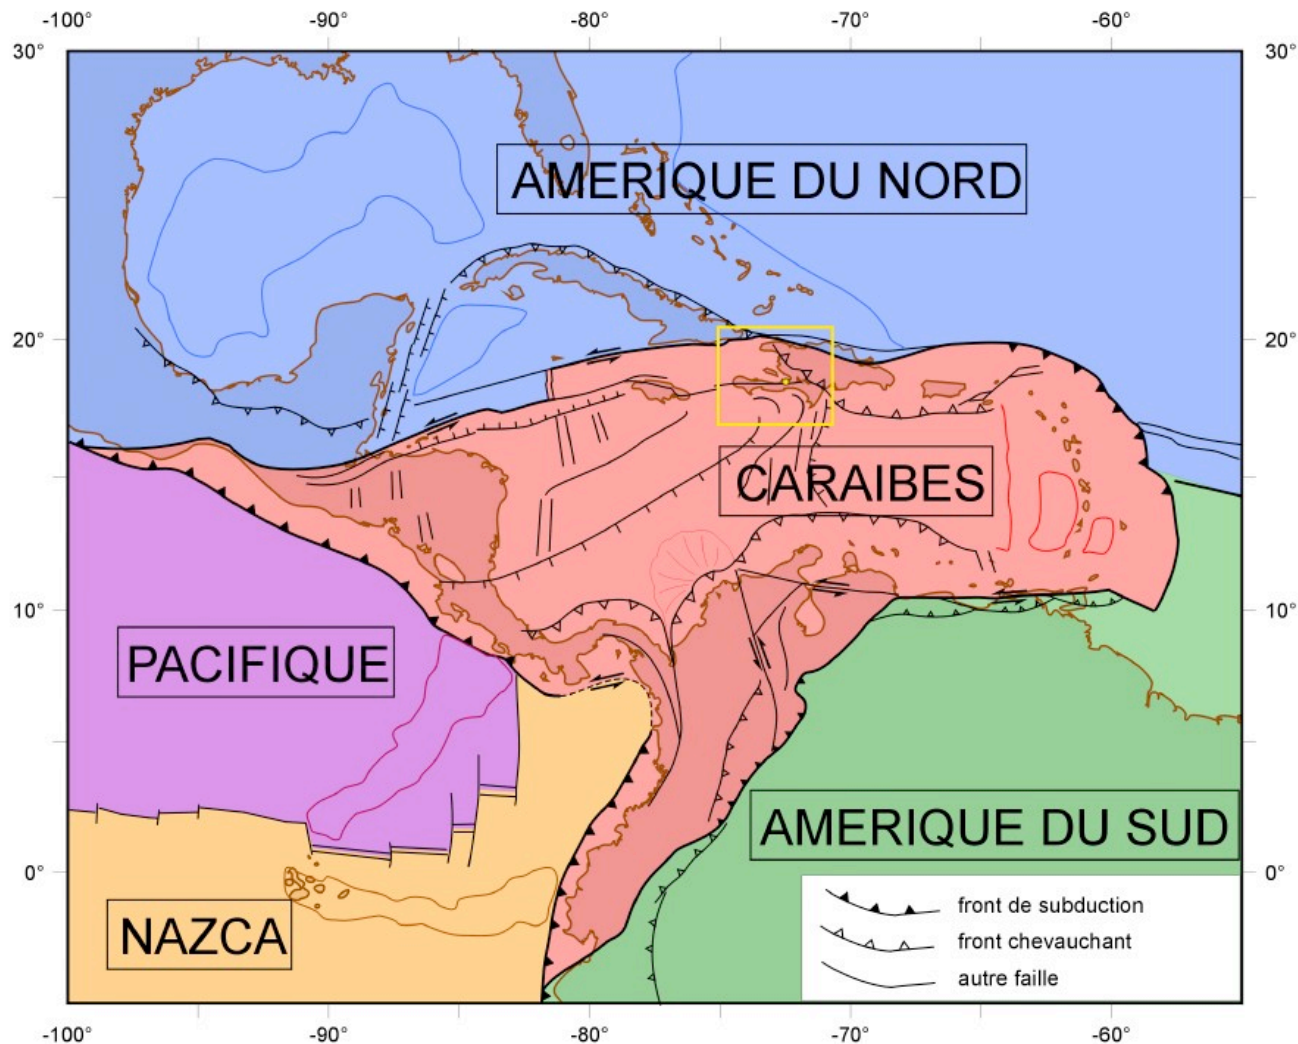 -100° -90° -80° -70° -60°
30° 30°
AMERIQUE DU NORD
20° 20°
CARAIBES
10° 10°
PACIFIQUE
AMERIQUE DU SUD
0° 0°
front de subduction
NAZCA
front chevauchant
autre faille
-100° -90° -80° -70° -60°